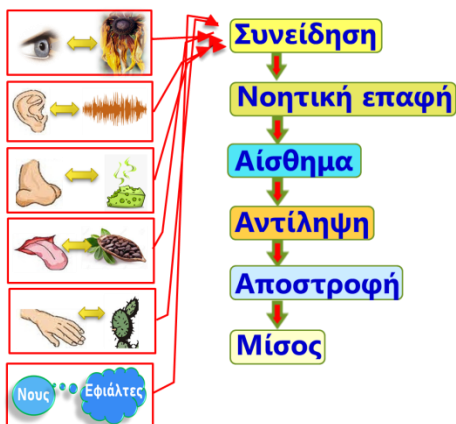 Συνείδηση
Νοητική επαφή
Αίσθημα
Αντίληψη
Αποστροφή
Μίσος
Νους
Εφιάλτες